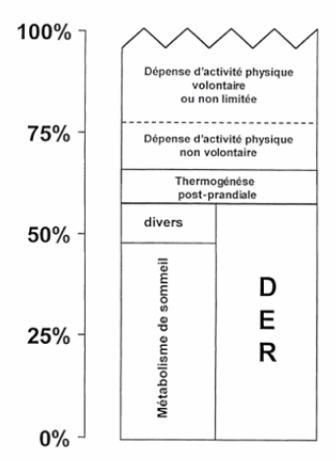 100%
75%
50%
25%
0%
Dépense d'activité physique
volontaire
ou non limitée
Dépense d'activité physique
non volontaire
Thermogénése
post-prandiale
divers
Métabolisme de sommeil
D
E
R